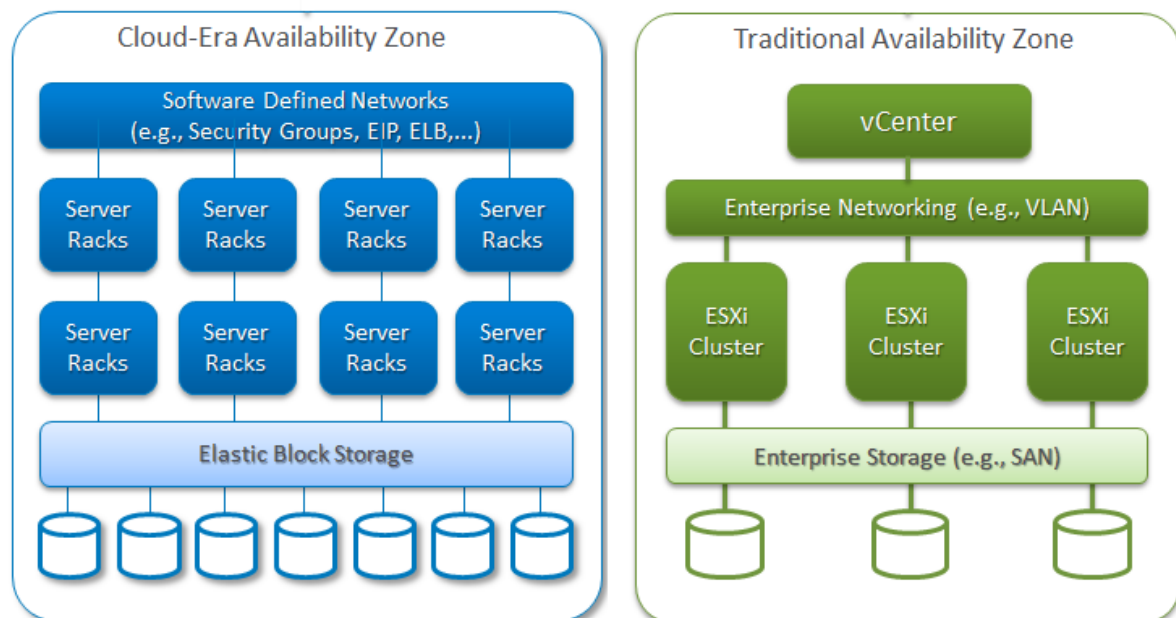 Cloud-Era Availability Zone
Software Defined Networks
(e.g., Security Groups, EIP, ELB,...)
Server
Racks
Server
Racks
Server
Racks
Server
Racks
Server
Racks
Server
Racks
Server
Racks
Server
Racks
Elastic Block Storage
Traditional Availability Zone
vCenter
Enterprise Networking (e.g., VLAN)
ESXi
Cluster
ESXi
Cluster
ESXi
Cluster
Enterprise Storage (e.g., SAN)